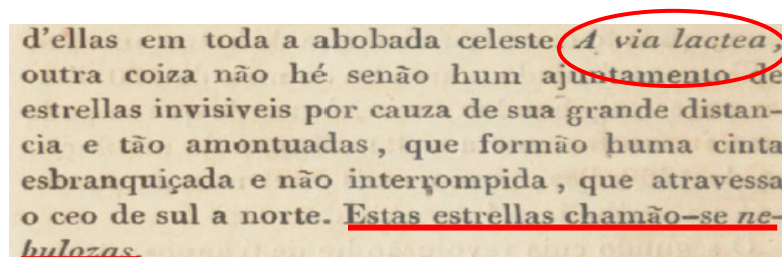 d'ellas em toda a abobada celeste A via lactea,
outra coiza não hé senão hum ajuntamento de
estrellas invisiveis por cauza de sua grande distan-
cia e tão amontuadas, que formão huma cinta
esbranquiçada e não interrompida, que atravessa
o ceo de sul a norte. Estas estrellas chamão-se ne-
bulozas.